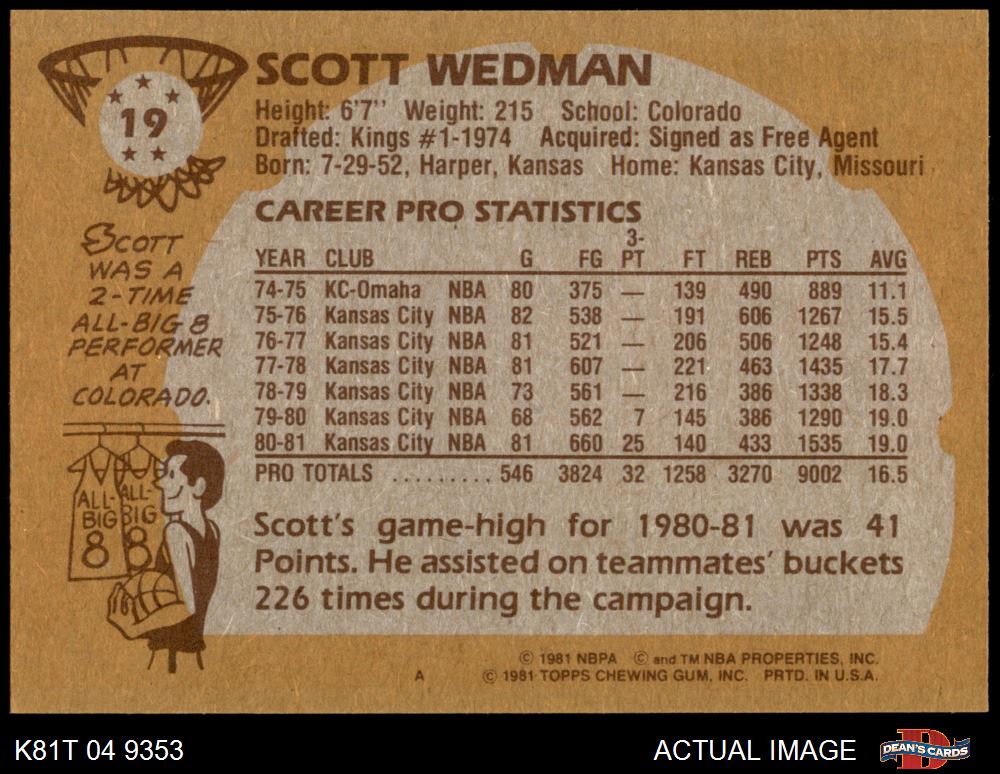 19
SCOTT WEDMAN
Height: 6'7" Weight: 215 School: Colorado
Drafted: Kings #1-1974 Acquired: Signed as Free Agent
Born: 7-29-52, Harper, Kansas Home: Kansas City, Missouri
SCOTT
WAS A
2-TIME
ALL-BIG 8
PERFORMER
AT
COLORADO.
ALL-BIG 8
ALL-BIG 8
CAREER PRO STATISTICS
YEAR CLUB G FG 3-PT FT REB PTS AVG
74-75 KC-Omaha NBA 80 375 — 139 490 889 11.1
75-76 Kansas City NBA 82 538 — 191 606 1267 15.5
76-77 Kansas City NBA 81 521 — 206 506 1248 15.4
77-78 Kansas City NBA 81 607 — 221 463 1435 17.7
78-79 Kansas City NBA 73 561 — 216 386 1338 18.3
79-80 Kansas City NBA 68 562 7 145 386 1290 19.0
80-81 Kansas City NBA 81 660 25 140 433 1535 19.0
PRO TOTALS ......... 546 3824 32 1258 3270 9002 16.5
Scott's game-high for 1980-81 was 41
Points. He assisted on teammates' buckets
226 times during the campaign.
© 1981 NBPA © and TM NBA PROPERTIES, INC.
A © 1981 TOPPS CHEWING GUM, INC. PRTD. IN U.S.A.
K81T 04 9353 ACTUAL IMAGE DEAN'S CARDS